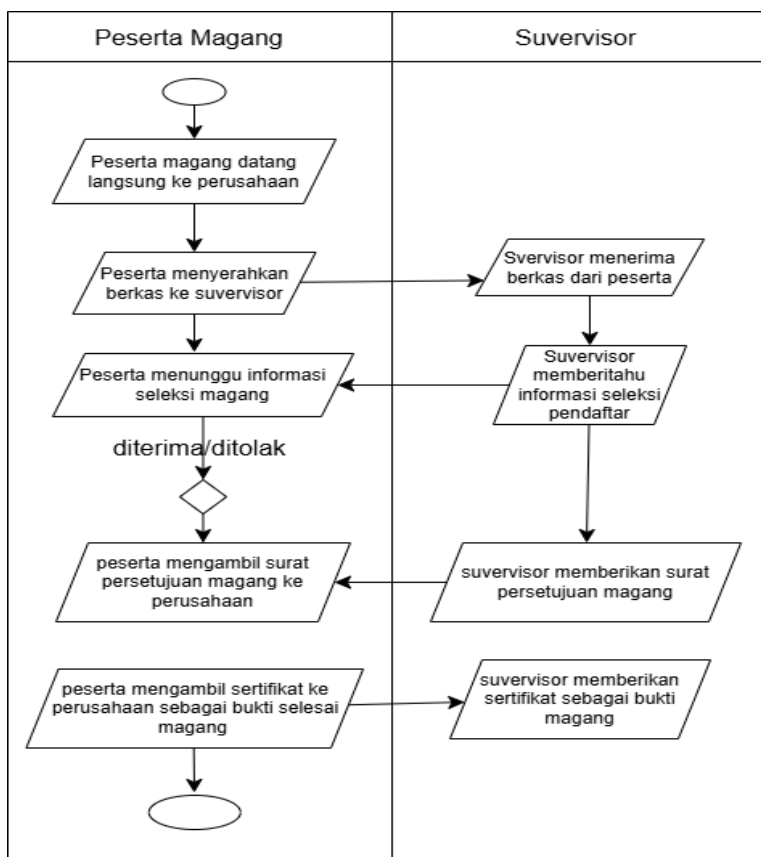 Peserta Magang
Suvervisor
Peserta magang datang
langsung ke perusahaan
Peserta menyerahkan
berkas ke suvervisor
Svervisor menerima
berkas dari peserta
Peserta menunggu informasi
seleksi magang
Suvervisor
memberitahu
informasi seleksi
pendaftar
diterima/ditolak
peserta mengambil surat
persetujuan magang ke
perusahaan
suvervisor memberikan surat
persetujuan magang
peserta mengambil sertifikat ke
perusahaan sebagai bukti selesai
magang
suvervisor memberikan
sertifikat sebagai bukti
magang